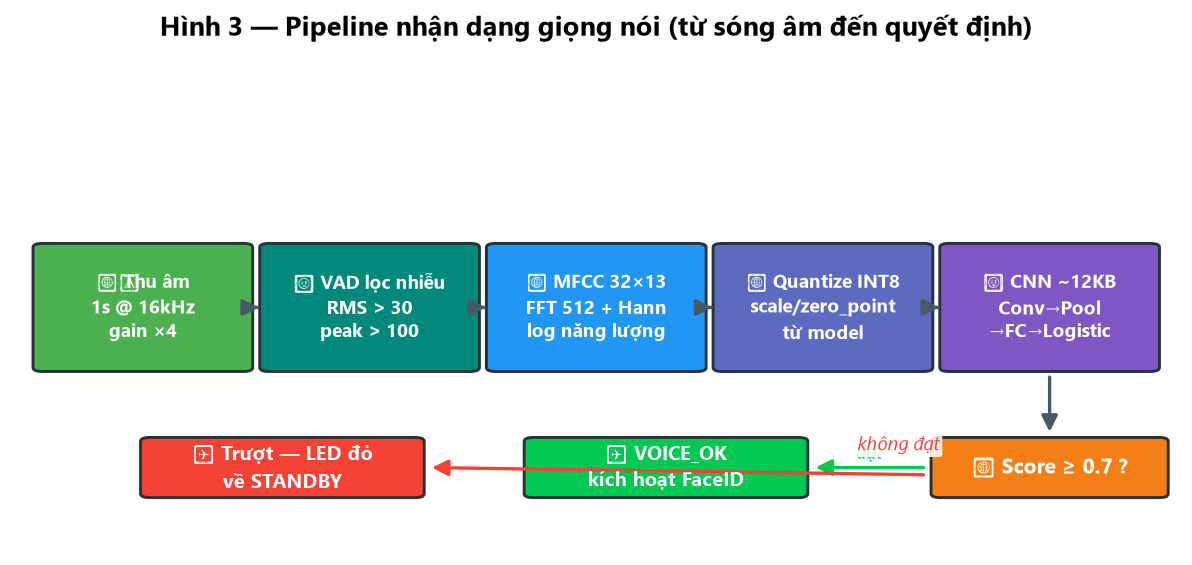 Hình 3 — Pipeline nhận dạng giọng nói (từ sóng âm đến quyết định)
Thu âm
1s @ 16kHz
gain ×4
VAD lọc nhiễu
RMS > 30
peak > 100
MFCC 32×13
FFT 512 + Hann
log năng lượng
Quantize INT8
scale/zero_point
từ model
CNN ~12KB
Conv→Pool
→FC→Logistic
Trượt — LED đỏ
về STANDBY
VOICE_OK
kích hoạt FaceID
không đạt
Score ≥ 0.7 ?